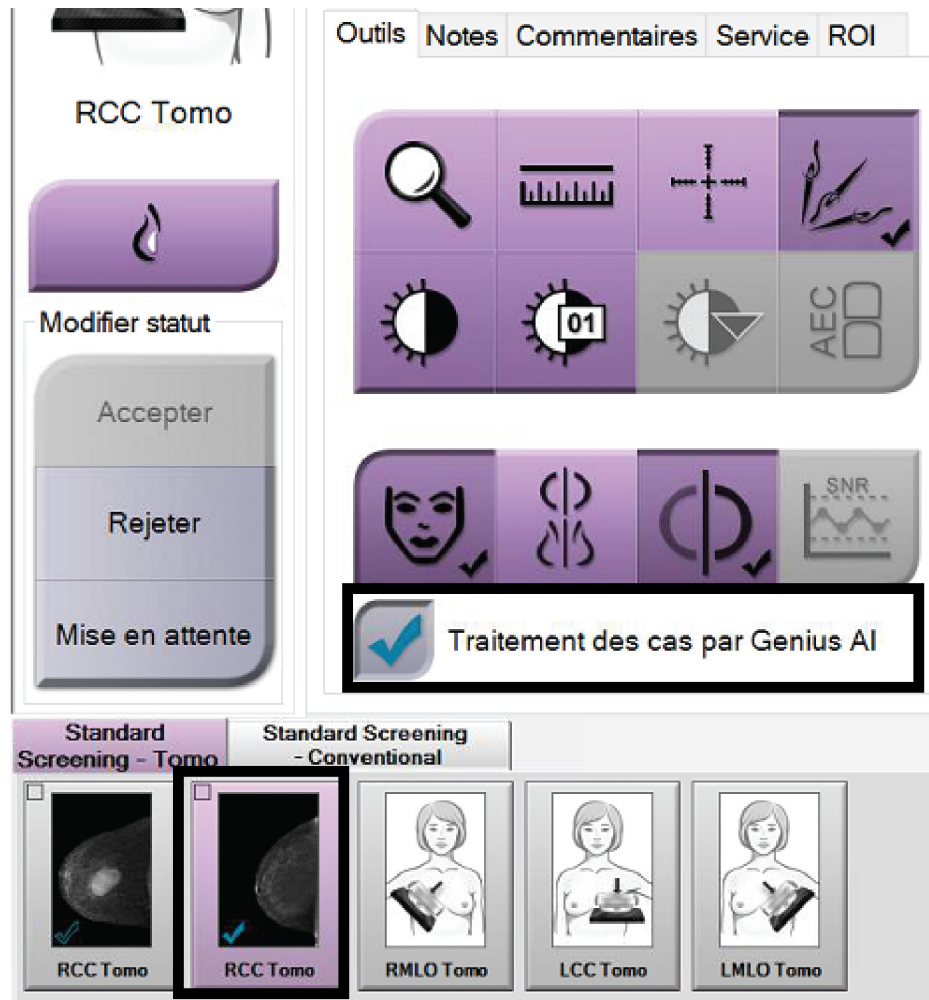 RCC Tomo
Modifier statut
Accepter
Rejeter
Mise en attente
Outils Notes Commentaires Service ROI
01
AEC
SNR
Traitement des cas par Genius AI
Standard
Screening - Tomo
Standard Screening
- Conventional
RCC Tomo
RCC Tomo
RMLO Tomo
LCC Tomo
LMLO Tomo